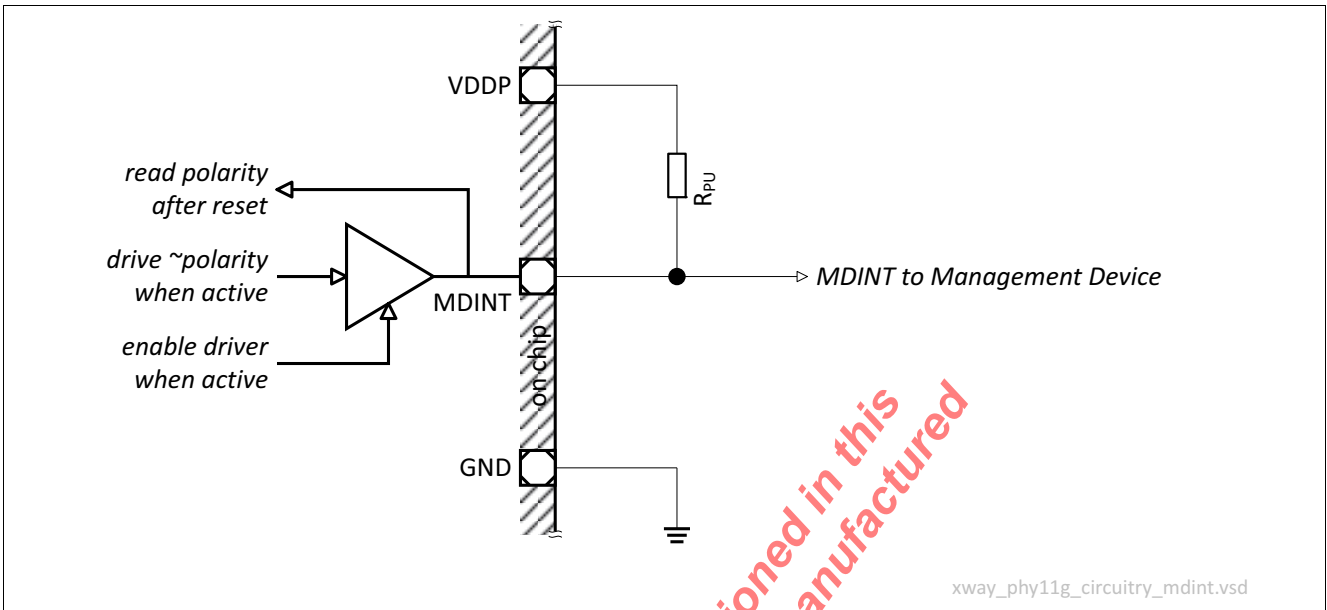 VDDP
read polarity
after reset
RPU
drive ~polarity
when active
MDINT
MDINT to Management Device
enable driver
when active
on chip
GND
ioned in this
anufactured
xway_phy11g_circuitry_mdint.vsd